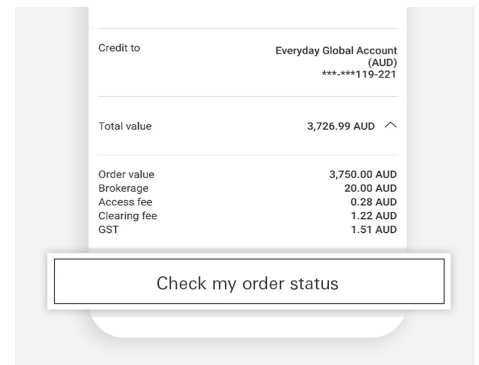 Credit to Everyday Global Account
(AUD)
***-***119-221
Total value 3,726.99 AUD
Order value 3,750.00 AUD
Brokerage 20.00 AUD
Access fee 0.28 AUD
Clearing fee 1.22 AUD
GST 1.51 AUD
Check my order status